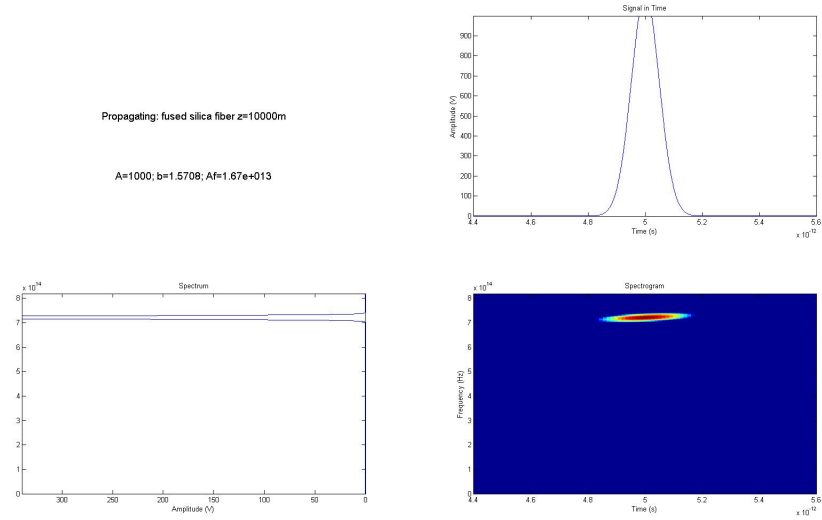 Signal in Time
900
800
700
600
500
400
300
200
100
0
Amplitude (V)
4.4 4.6 4.8 5 5.2 5.4 5.6
Time (s)
x 10^-12
Propagating: fused silica fiber z=10000m
A=1000; b=1.5708; Af=1.67e+013
Spectrum
x 10^14
8
7
6
5
4
3
2
1
0
300 250 200 150 100 50 0
Amplitude (V)
Spectrogram
x 10^14
8
7
6
5
4
3
2
1
0
Frequency (Hz)
4.4 4.6 4.8 5 5.2 5.4 5.6
Time (s)
x 10^-12